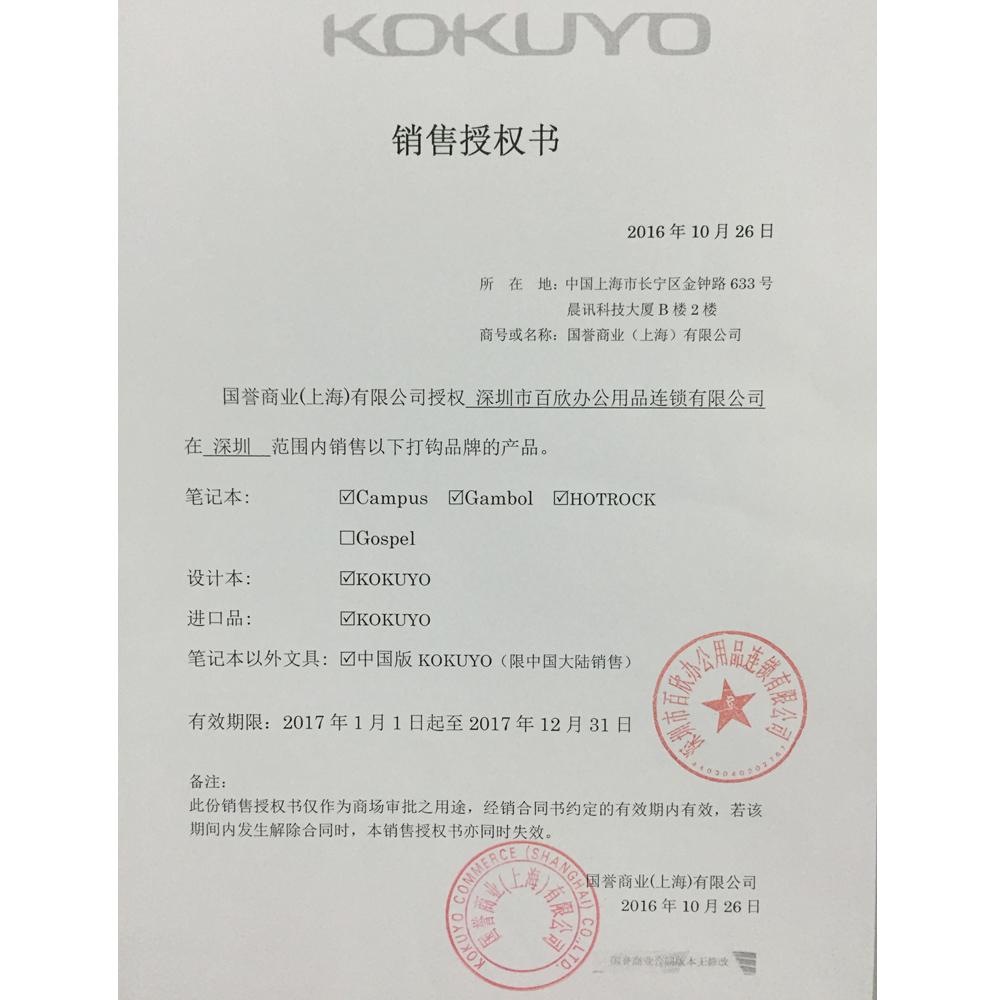 KOKUYO
销售授权书
2016 年 10 月 26 日
所 在 地：中国上海市长宁区金钟路 633 号
晨讯科技大厦 B 楼 2 楼
商号或名称：国誉商业（上海）有限公司
国誉商业(上海)有限公司授权 深圳市百欣办公用品连锁有限公司
在 深圳 范围内销售以下打钩品牌的产品。
笔记本: ☑Campus ☑Gambol ☑HOTROCK
☐Gospel
设计本: ☑KOKUYO
进口品: ☑KOKUYO
笔记本以外文具: ☑中国版 KOKUYO（限中国大陆销售）
深圳市百欣办公用品连锁有限公司
有效期限：2017 年 1 月 1 日起至 2017 年 12 月 31 日
备注:
此份销售授权书仅作为商场审批之用途，经销合同书约定的有效期内有效，若该
期间内发生解除合同时，本销售授权书亦同时失效。
KOKUYO COMMERCE (SHANGHAI) CO.,LTD.
国誉商业(上海)有限公司
国誉商业(上海)有限公司
2016 年 10 月 26 日